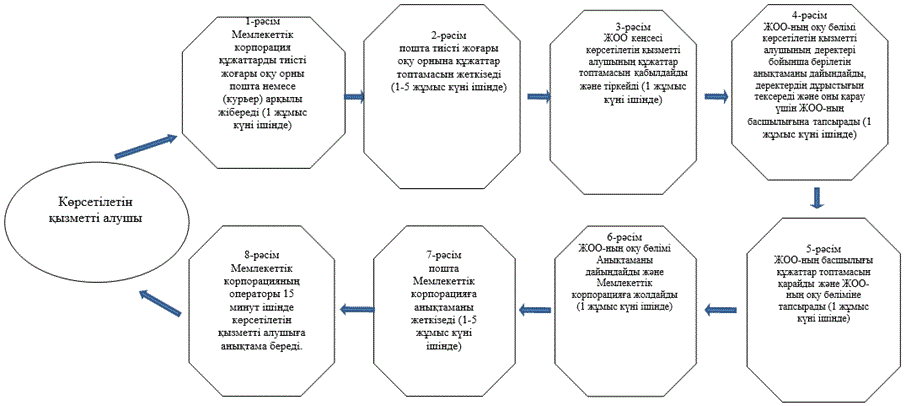 Көрсетілетін
қызметті алушы
1-рәсім
Мемлекеттік
корпорация
құжаттарды тиісті
жоғары оқу орны
пошта немесе
(курьер) арқылы
жібереді (1 жұмыс
күні ішінде)
2-рәсім
пошта тиісті жоғары
оқу орнына құжаттар
топтамасын жеткізеді
(1-5 жұмыс күні ішінде)
3-рәсім
ЖОО кеңсесі
көрсетілетін қызметті
алушының құжаттар
топтамасын қабылдайды
және тіркейді (1 жұмыс
күні ішінде)
4-рәсім
ЖОО-ның оқу бөлімі
көрсетілетін қызметті
алушының деректері
бойынша берілетін
анықтаманы дайындайды,
деректердің дұрыстығын
тексереді және оны қарау
үшін ЖОО-ның
басшылығына тапсырады (1
жұмыс күні ішінде)
5-рәсім
ЖОО-ның басшылығы
құжаттар топтамасын
қарайды және ЖОО-
ның оқу бөліміне
тапсырады (1 жұмыс
күні ішінде)
6-рәсім
ЖОО-ның оқу бөлімі
Анықтаманы
дайындайды және
Мемлекеттік
корпорацияға жолдайды
(1 жұмыс күні ішінде)
7-рәсім
пошта
Мемлекеттік
корпорацияға
анықтаманы
жеткізеді (1-5
жұмыс күні
ішінде)
8-рәсім
Мемлекеттік
корпорацияның
операторы 15
минут ішінде
көрсетілетін
қызметті алушыға
анықтама береді.